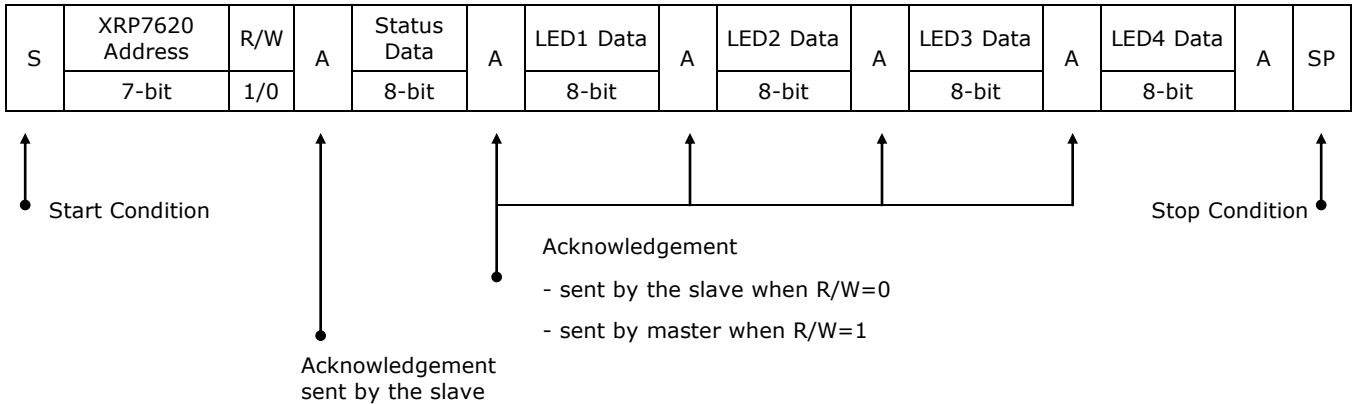 S
XRP7620
Address
7-bit
R/W
1/0
A
Status
Data
8-bit
A
LED1 Data
8-bit
A
LED2 Data
8-bit
A
LED3 Data
8-bit
A
LED4 Data
8-bit
A
SP
Start Condition
Stop Condition
Acknowledgement
- sent by the slave when R/W=0
- sent by master when R/W=1
Acknowledgement
sent by the slave